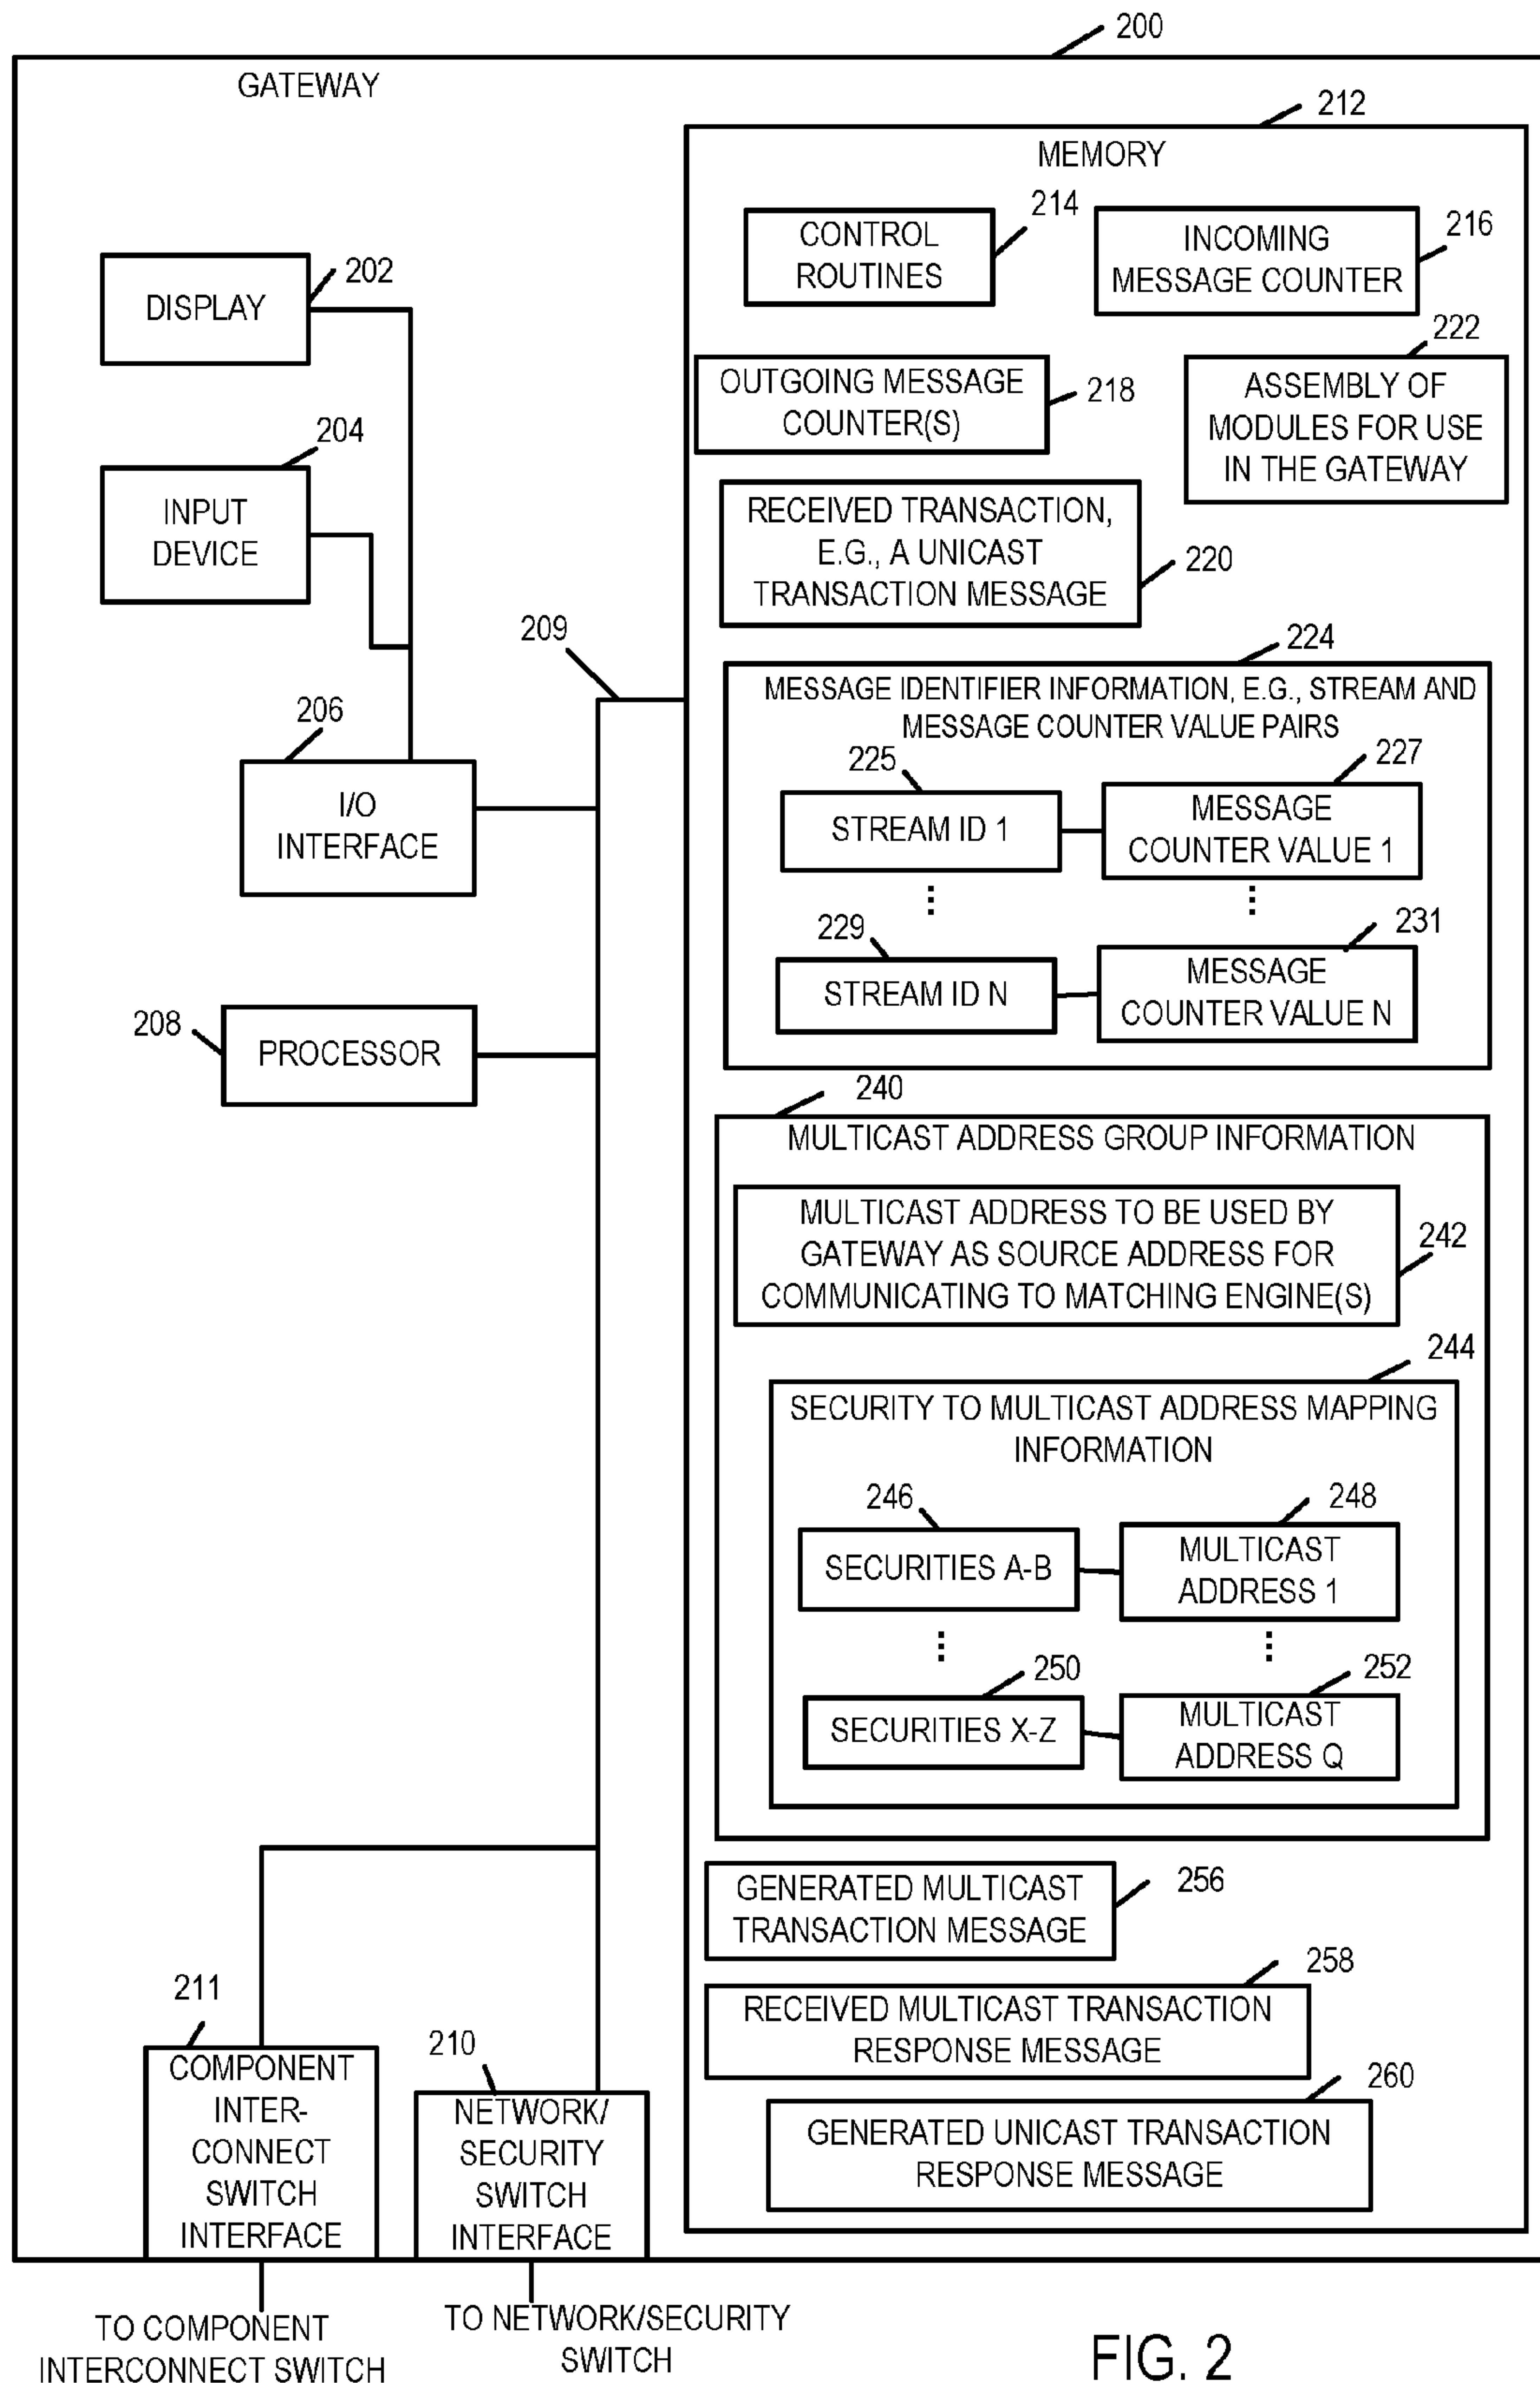 200
GATEWAY
212
MEMORY
214
CONTROL
ROUTINES
216
INCOMING
MESSAGE COUNTER
202
DISPLAY
222
OUTGOING MESSAGE
COUNTER(S)
218
ASSEMBLY OF
MODULES FOR USE
IN THE GATEWAY
204
INPUT
DEVICE
RECEIVED TRANSACTION,
E.G., A UNICAST
TRANSACTION MESSAGE
220
209
224
MESSAGE IDENTIFIER INFORMATION, E.G., STREAM AND
MESSAGE COUNTER VALUE PAIRS
206
I/O
INTERFACE
225
STREAM ID 1
227
MESSAGE
COUNTER VALUE 1
⋮
⋮
229
STREAM ID N
231
MESSAGE
COUNTER VALUE N
208
PROCESSOR
240
MULTICAST ADDRESS GROUP INFORMATION
MULTICAST ADDRESS TO BE USED BY
GATEWAY AS SOURCE ADDRESS FOR
COMMUNICATING TO MATCHING ENGINE(S)
242
244
SECURITY TO MULTICAST ADDRESS MAPPING
INFORMATION
246
SECURITIES A-B
248
MULTICAST
ADDRESS 1
⋮
⋮
250
SECURITIES X-Z
252
MULTICAST
ADDRESS Q
GENERATED MULTICAST
TRANSACTION MESSAGE
256
258
RECEIVED MULTICAST TRANSACTION
RESPONSE MESSAGE
260
GENERATED UNICAST TRANSACTION
RESPONSE MESSAGE
211
COMPONENT
INTER-
CONNECT
SWITCH
INTERFACE
210
NETWORK/
SECURITY
SWITCH
INTERFACE
TO COMPONENT
INTERCONNECT SWITCH
TO NETWORK/SECURITY
SWITCH
FIG. 2